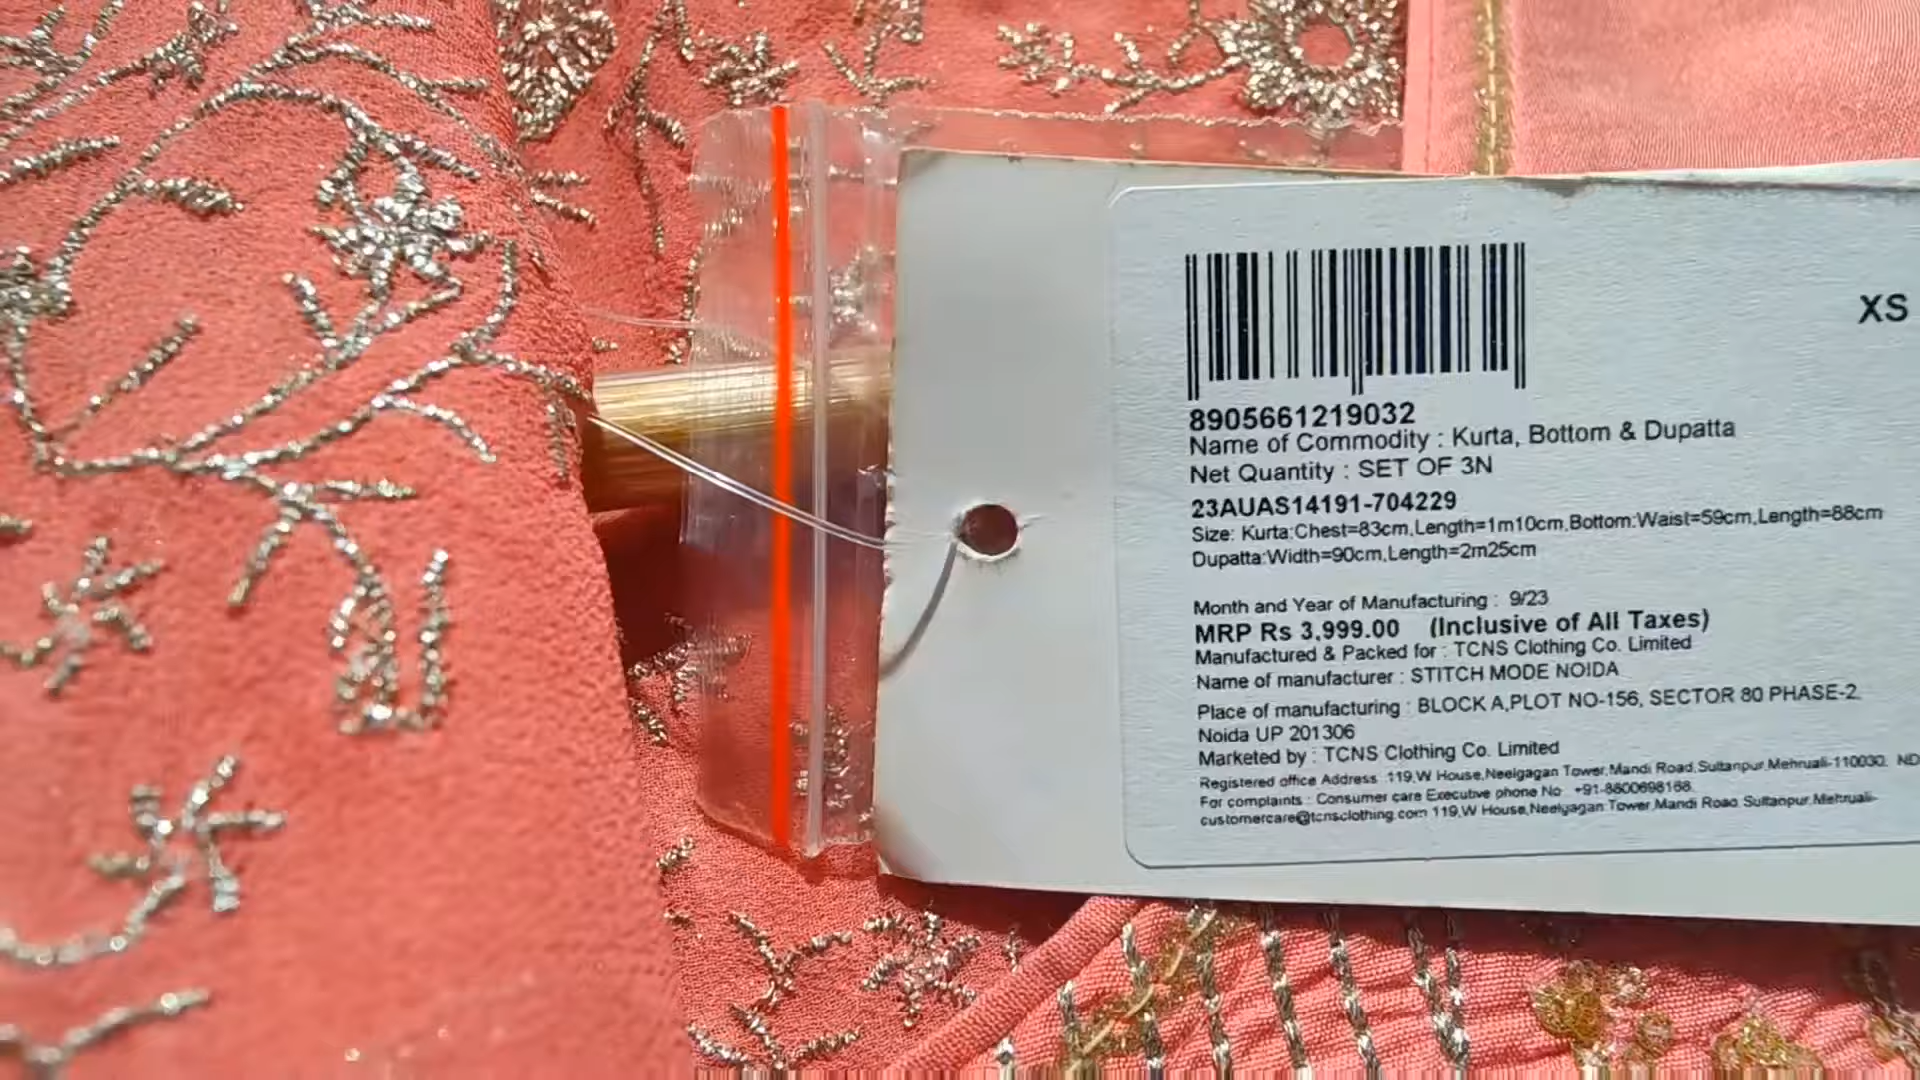 XS
8905661219032
Name of Commodity : Kurta, Bottom & Dupatta
Net Quantity : SET OF 3N
23AUAS14191-704229
Size: Kurta:Chest=83cm,Length=1m10cm,Bottom:Waist=59cm,Length=88cm
Dupatta:Width=90cm,Length=2m25cm
Month and Year of Manufacturing : 9/23
MRP Rs 3,999.00 (Inclusive of All Taxes)
Manufactured & Packed for : TCNS Clothing Co. Limited
Name of manufacturer : STITCH MODE NOIDA
Place of manufacturing : BLOCK A,PLOT NO-156, SECTOR 80 PHASE-2,
Noida UP 201306
Marketed by : TCNS Clothing Co. Limited
Registered office Address :119,W House,Neelgagan Tower,Mandi Road,Sultanpur,Mehruali-110030, ND
For complaints : Consumer care Executive phone No : +91-8800698168,
customercare@tcnsclothing.com 119,W House,Neelgagan Tower,Mandi Road,Sultanpur,Mehruali-